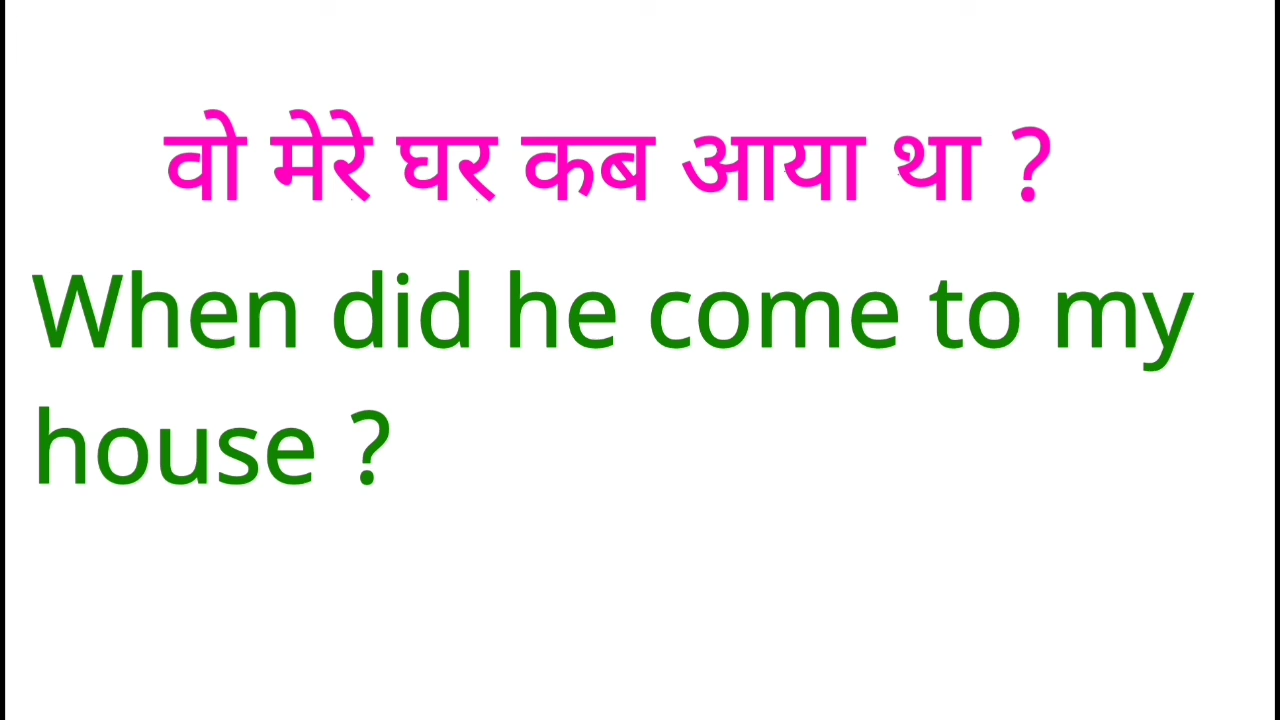 वो मेरे घर कब आया था ?
When did he come to my
house ?